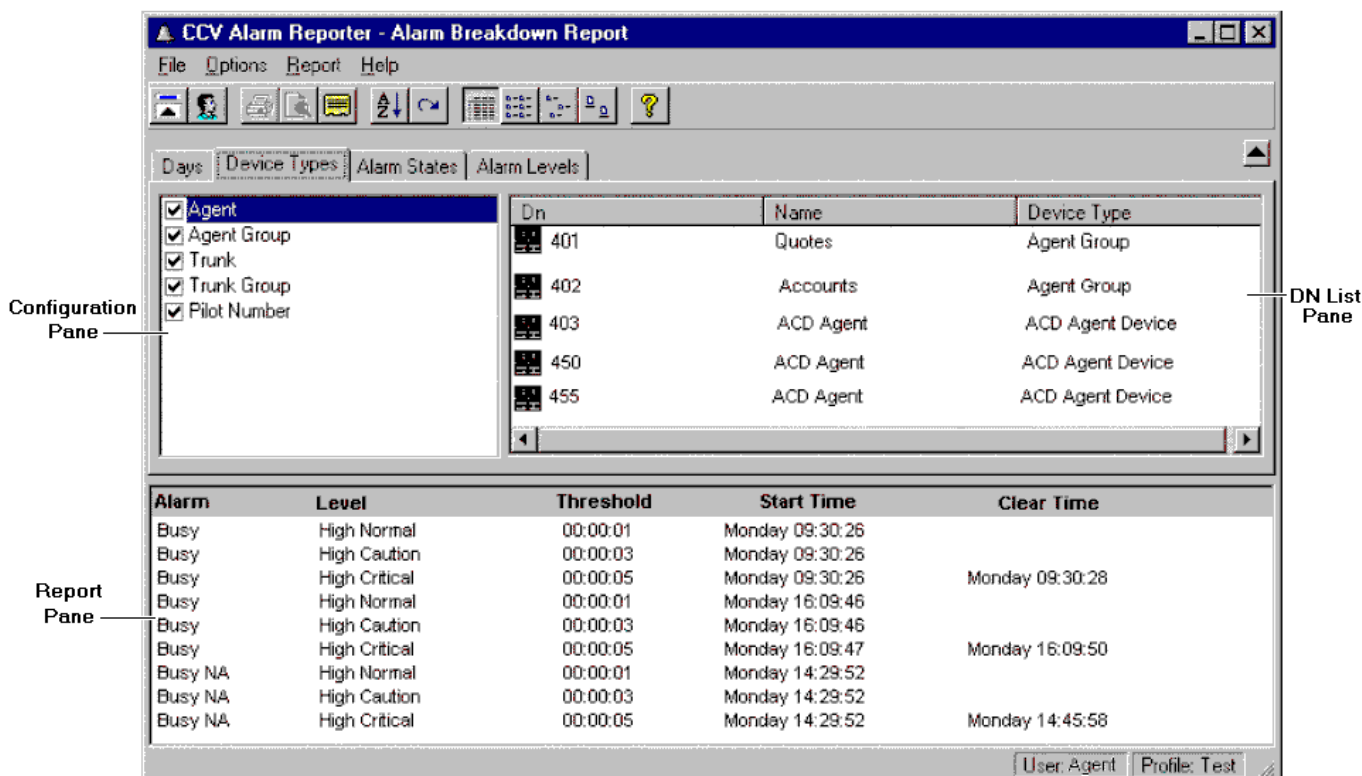 CCV Alarm Reporter - Alarm Breakdown Report
File Options Report Help
Days Device Types Alarm States Alarm Levels
Agent
Agent Group
Trunk
Trunk Group
Pilot Number
Dn Name Device Type
401 Quotes Agent Group
402 Accounts Agent Group
403 ACD Agent ACD Agent Device
450 ACD Agent ACD Agent Device
455 ACD Agent ACD Agent Device
Configuration
Pane
DN List
Pane
Alarm Level Threshold Start Time Clear Time
Busy High Normal 00:00:01 Monday 09:30:26
Busy High Caution 00:00:03 Monday 09:30:26
Busy High Critical 00:00:05 Monday 09:30:26 Monday 09:30:28
Busy High Normal 00:00:01 Monday 16:09:46
Busy High Caution 00:00:03 Monday 16:09:46
Busy High Critical 00:00:05 Monday 16:09:47 Monday 16:09:50
Busy NA High Normal 00:00:01 Monday 14:29:52
Busy NA High Caution 00:00:03 Monday 14:29:52
Busy NA High Critical 00:00:05 Monday 14:29:52 Monday 14:45:58
Report
Pane
User: Agent Profile: Test